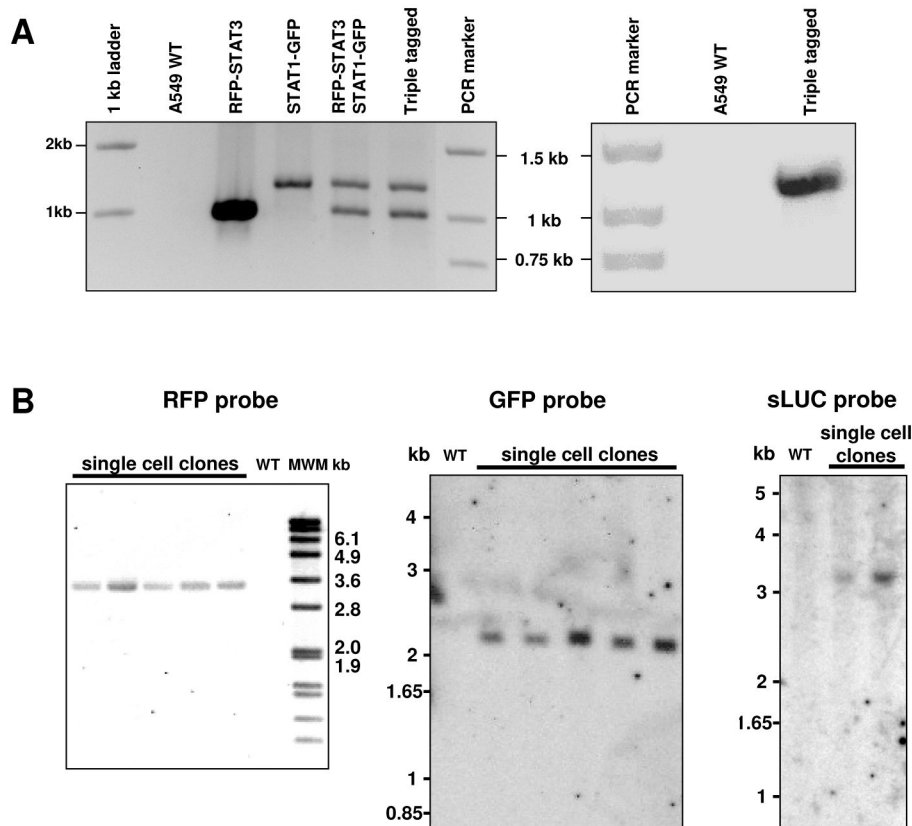 A
1 kb ladder
A549 WT
RFP-STAT3
STAT1-GFP
RFP-STAT3
STAT1-GFP
Triple tagged
PCR marker
2kb
1kb
1.5 kb
1 kb
0.75 kb
PCR marker
A549 WT
Triple tagged
B
RFP probe
single cell clones WT MWM kb
6.1
4.9
3.6
2.8
2.0
1.9
GFP probe
kb WT single cell clones
4
3
2
1.65
1
0.85
sLUC probe
kb WT single cell
clones
5
4
3
2
1.65
1